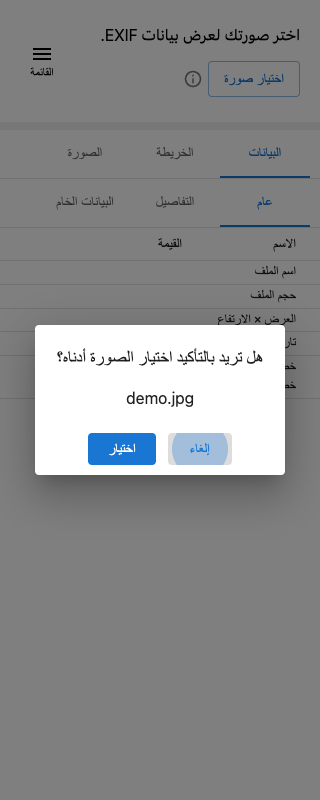 اختر صورتك لعرض بيانات EXIF.
القائمة
اختيار صورة
البيانات
الخريطة
الصورة
عام
التفاصيل
البيانات الخام
الاسم
القيمة
اسم الملف
حجم الملف
العرض × الارتفاع
هل تريد بالتأكيد اختيار الصورة أدناه؟
demo.jpg
اختيار
إلغاء